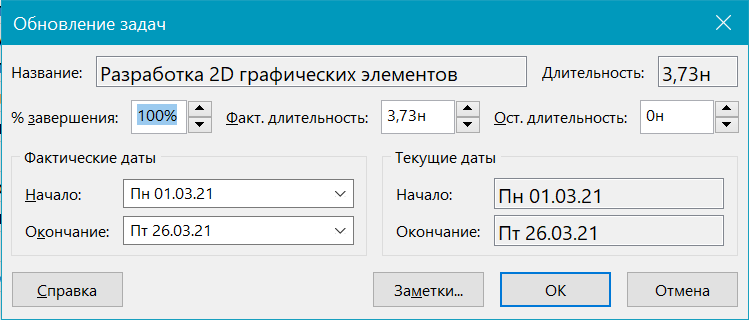 Обновление задач
Название: Разработка 2D графических элементов Длительность: 3,73н
% завершения: 100% Факт. длительность: 3,73н Ост. длительность: 0н
Фактические даты Текущие даты
Начало: Пн 01.03.21 Начало: Пн 01.03.21
Окончание: Пт 26.03.21 Окончание: Пт 26.03.21
Справка Заметки... ОК Отмена